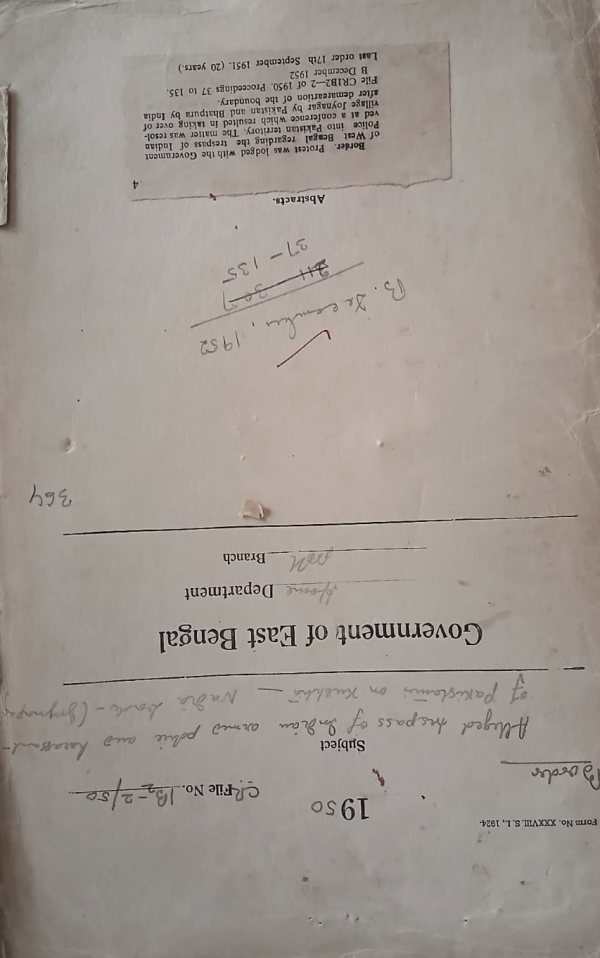 Form No. XXXVIII. S. I., 1924.
1950
CR File No. 1B2-2/50
Border
Subject
Alleged trespass of Indian armed police and harassment
of Pakistanis on Kushtia — Nadia border (Joynagar
Government of East Bengal
Home Department
Poll Branch
364
B. December, 1952
37 - 135
Abstracts.
4
Border. Protest was lodged with the Government
of West Bengal regarding the trespass of Indian
Police into Pakistan territory. The matter was resol-
ved at a conference which resulted in taking over of
village Joynagar by Pakistan and Bhatpura by India
after demarcartion of the boundary.
File CR1B2—2 of 1950. Proceedings 37 to 135.
B December 1952
Last order 17th September 1951. (20 years.)